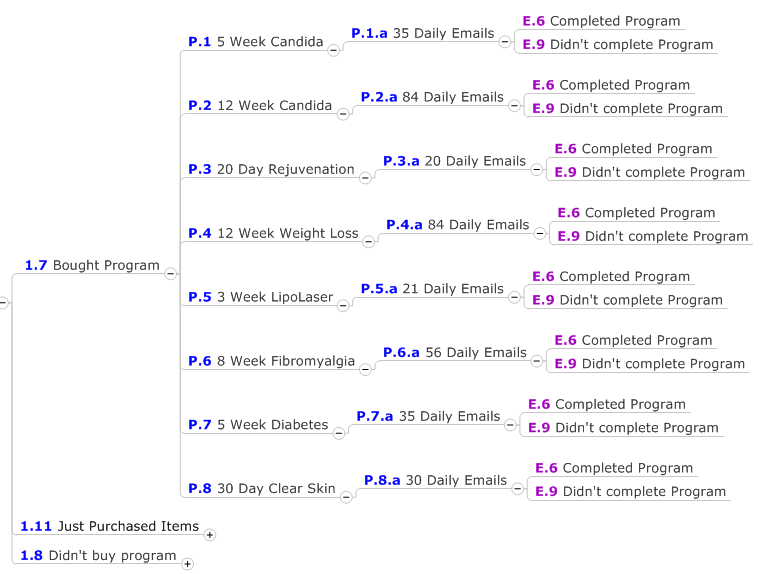 P.1 5 Week Candida
P.1.a 35 Daily Emails
E.6 Completed Program
E.9 Didn't complete Program
P.2 12 Week Candida
P.2.a 84 Daily Emails
E.6 Completed Program
E.9 Didn't complete Program
P.3 20 Day Rejuvenation
P.3.a 20 Daily Emails
E.6 Completed Program
E.9 Didn't complete Program
P.4 12 Week Weight Loss
P.4.a 84 Daily Emails
E.6 Completed Program
E.9 Didn't complete Program
1.7 Bought Program
P.5 3 Week LipoLaser
P.5.a 21 Daily Emails
E.6 Completed Program
E.9 Didn't complete Program
P.6 8 Week Fibromyalgia
P.6.a 56 Daily Emails
E.6 Completed Program
E.9 Didn't complete Program
P.7 5 Week Diabetes
P.7.a 35 Daily Emails
E.6 Completed Program
E.9 Didn't complete Program
P.8 30 Day Clear Skin
P.8.a 30 Daily Emails
E.6 Completed Program
E.9 Didn't complete Program
1.11 Just Purchased Items
1.8 Didn't buy program